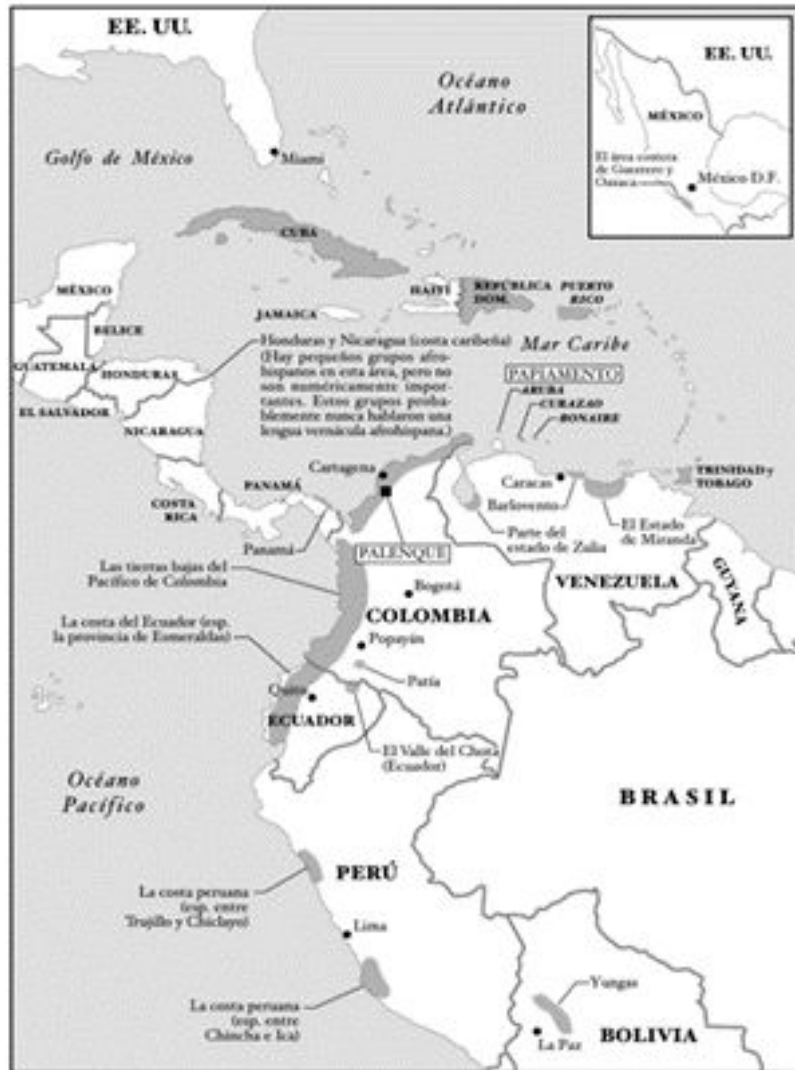 EE. UU.
Océano
Atlántico
Golfo de México
Miami
EE. UU.
MÉXICO
El área costera
de Guerrero y
Oaxaca
México D.F.
CUBA
MÉXICO
BELICE
GUATEMALA
HONDURAS
EL SALVADOR
NICARAGUA
COSTA
RICA
PANAMÁ
JAMAICA
HAITÍ
REPÚBLICA
DOM.
PUERTO
RICO
Mar Caribe
Honduras y Nicaragua (costa caribeña)
(Hay pequeños grupos afro-
hispanos en esta área, pero no
son numéricamente impor-
tantes. Estos grupos proba-
blemente nunca hablaron una
lengua vernácula afrohispana.)
PAPIAMENTO
ARUBA
CURAZAO
BONAIRE
TRINIDAD y
TOBAGO
Cartagena
Caracas
Barlovento
El Estado
de Miranda
Parte del
estado de Zulia
Panamá
PALENQUE
Las tierras bajas del
Pacífico de Colombia
Bogotá
VENEZUELA
GUYANA
COLOMBIA
La costa del Ecuador (esp.
la provincia de Esmeraldas)
Popayán
Patía
Quito
ECUADOR
El Valle del Chota
(Ecuador)
Océano
Pacífico
BRASIL
PERÚ
La costa peruana
(esp. entre
Trujillo y Chiclayo)
Lima
La costa peruana
(esp. entre
Chincha e Ica)
Yungas
BOLIVIA
La Paz